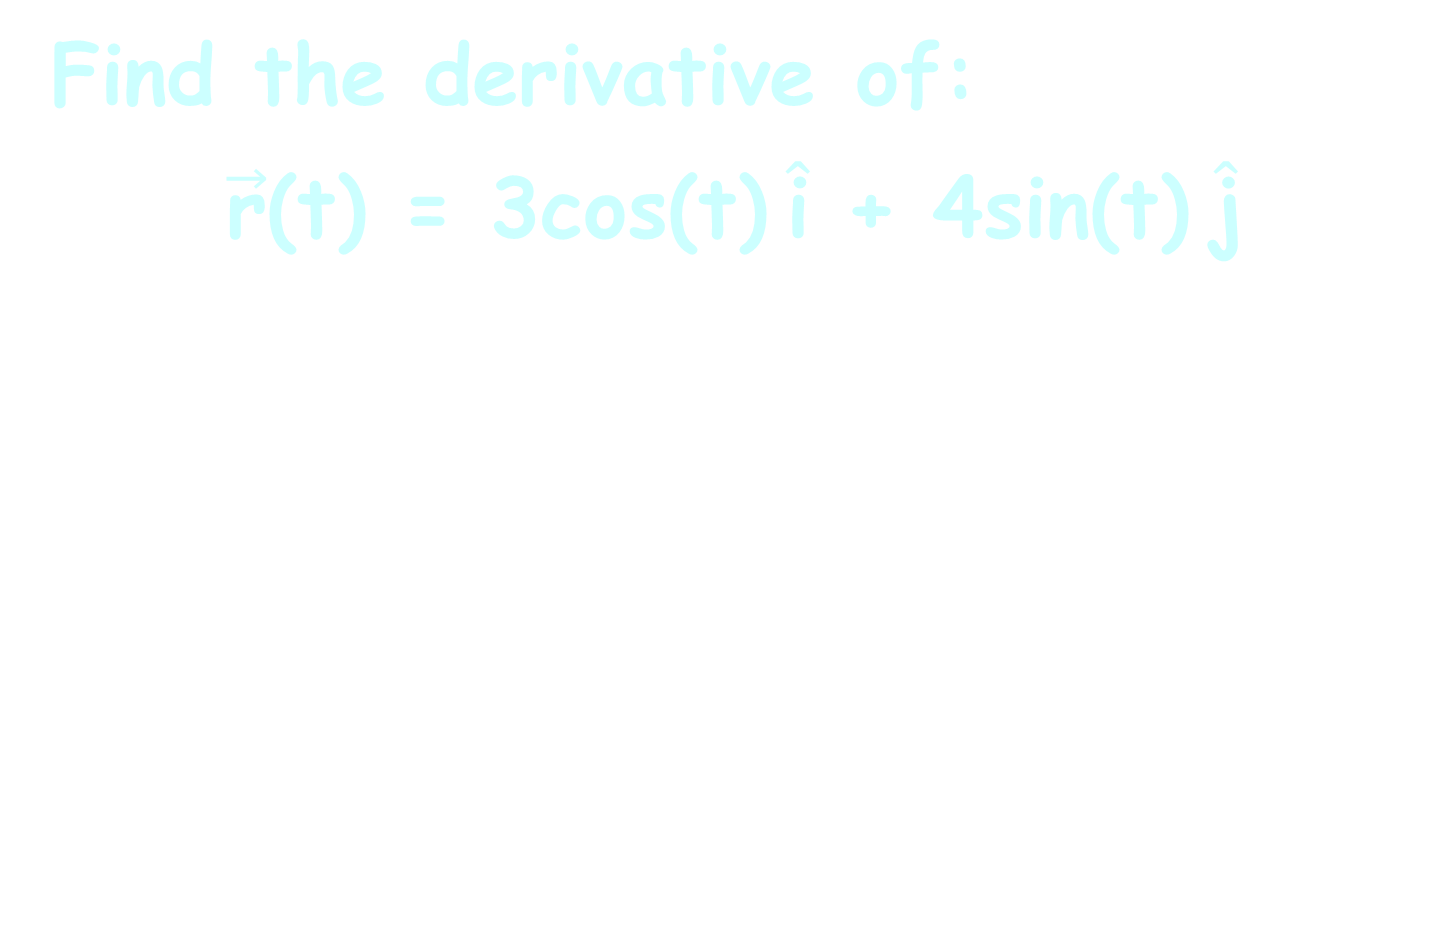 Find the derivative of:
r⃗(t) = 3cos(t) î + 4sin(t) ĵ